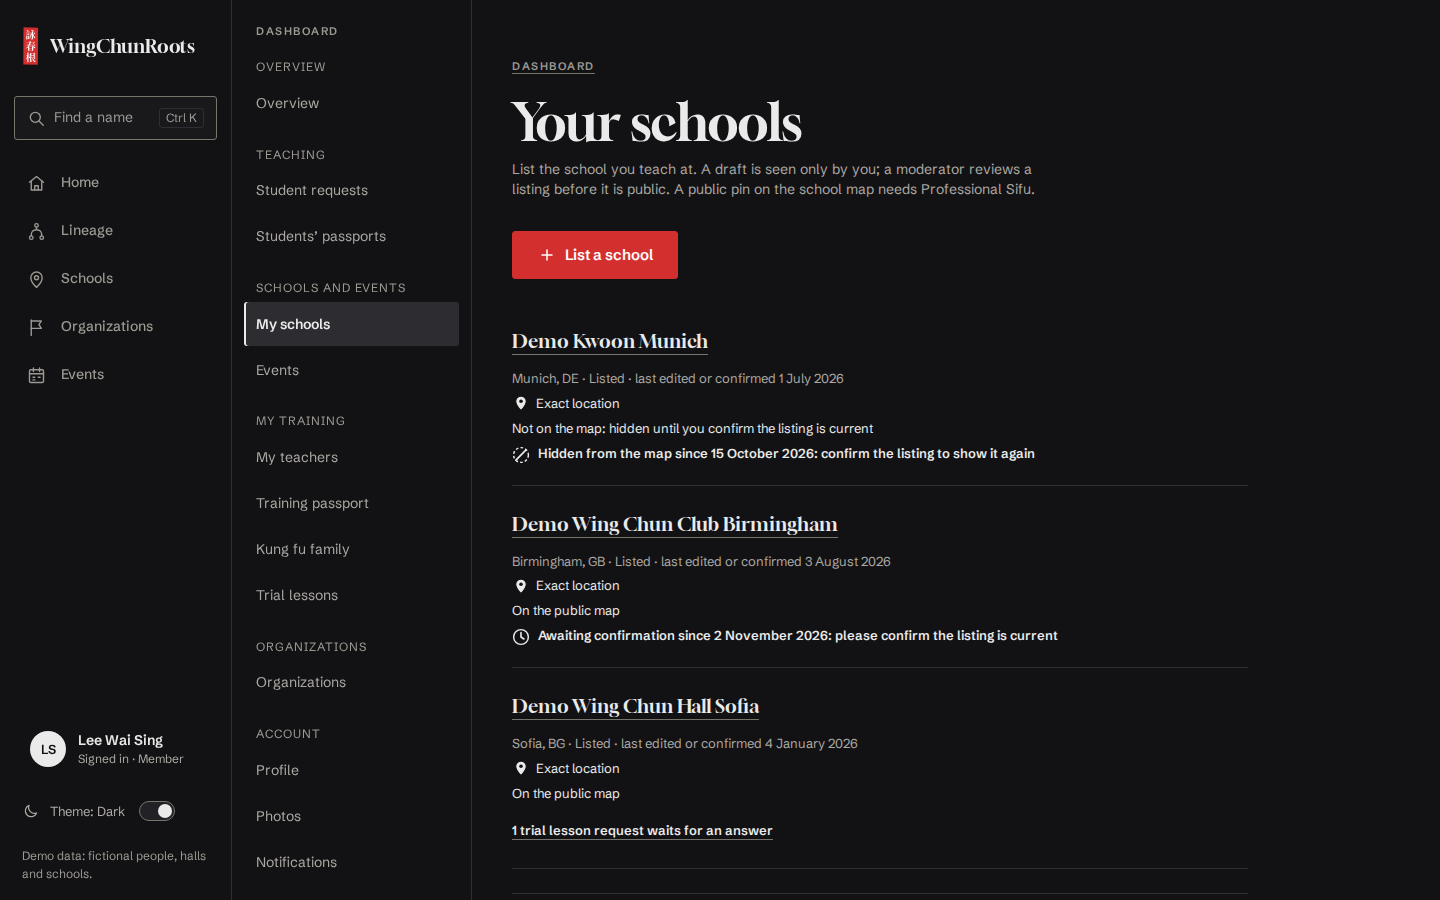 詠春根
WingChunRoots
Find a name
Ctrl K
Home
Lineage
Schools
Organizations
Events
LS
Lee Wai Sing
Signed in · Member
Theme: Dark
Demo data: fictional people, halls
and schools.
DASHBOARD
OVERVIEW
Overview
TEACHING
Student requests
Students’ passports
SCHOOLS AND EVENTS
My schools
Events
MY TRAINING
My teachers
Training passport
Kung fu family
Trial lessons
ORGANIZATIONS
Organizations
ACCOUNT
Profile
Photos
Notifications
DASHBOARD
Your schools
List the school you teach at. A draft is seen only by you; a moderator reviews a
listing before it is public. A public pin on the school map needs Professional Sifu.
List a school
Demo Kwoon Munich
Munich, DE · Listed · last edited or confirmed 1 July 2026
Exact location
Not on the map: hidden until you confirm the listing is current
Hidden from the map since 15 October 2026: confirm the listing to show it again
Demo Wing Chun Club Birmingham
Birmingham, GB · Listed · last edited or confirmed 3 August 2026
Exact location
On the public map
Awaiting confirmation since 2 November 2026: please confirm the listing is current
Demo Wing Chun Hall Sofia
Sofia, BG · Listed · last edited or confirmed 4 January 2026
Exact location
On the public map
1 trial lesson request waits for an answer